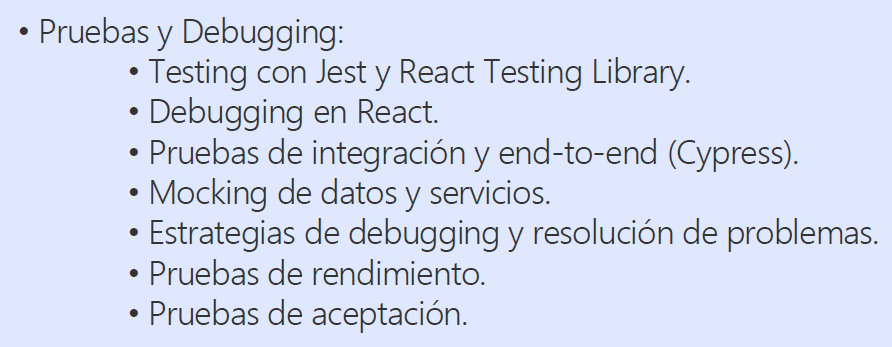 • Pruebas y Debugging:
• Testing con Jest y React Testing Library.
• Debugging en React.
• Pruebas de integración y end-to-end (Cypress).
• Mocking de datos y servicios.
• Estrategias de debugging y resolución de problemas.
• Pruebas de rendimiento.
• Pruebas de aceptación.